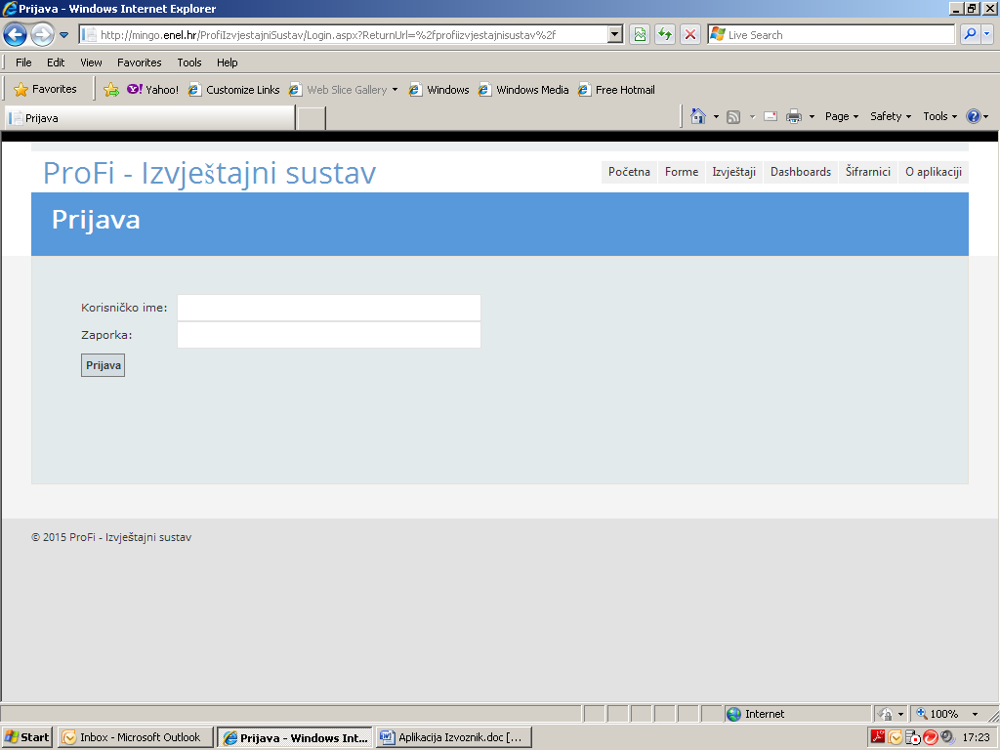 Prijava - Windows Internet Explorer
http://mingo.enel.hr/ProfiIzvjestajniSustav/Login.aspx?ReturnUrl=%2fprofiizvjestajnisustav%2f
Live Search
File Edit View Favorites Tools Help
Favorites Yahoo! Customize Links Web Slice Gallery Windows Windows Media Free Hotmail
Prijava Page Safety Tools
ProFi - Izvještajni sustav
Početna Forme Izvještaji Dashboards Šifrarnici O aplikaciji
Prijava
Korisničko ime:
Zaporka:
Prijava
© 2015 ProFi - Izvještajni sustav
Internet 100%
Start Inbox - Microsoft Outlook Prijava - Windows Int... Aplikacija Izvoznik.doc [... 17:23